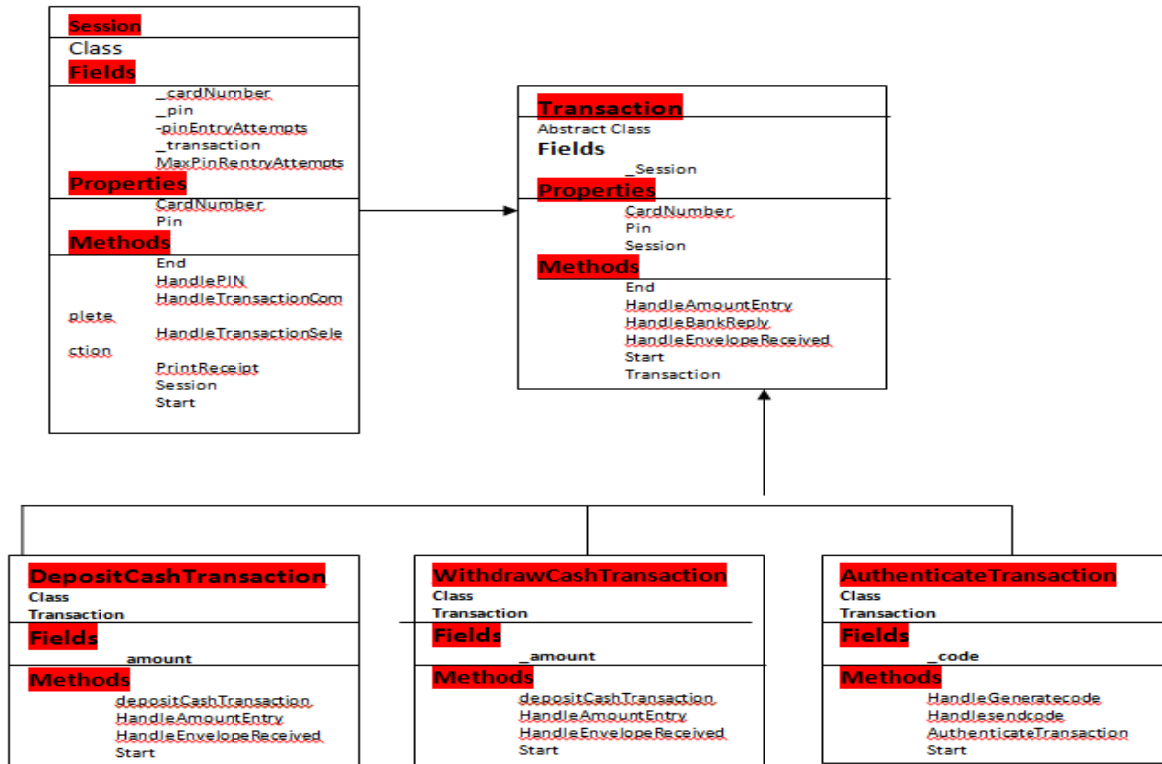 Session
Class
Fields
_cardNumber
_pin
-pinEntryAttempts
_transaction
MaxPinRentryAttempts
Properties
CardNumber
Pin
Methods
End
HandlePIN
HandleTransactionCom
plete
HandleTransactionSele
ction
PrintReceipt
Session
Start
Transaction
Abstract Class
Fields
_Session
Properties
CardNumber
Pin
Session
Methods
End
HandleAmountEntry
HandleBankReply
HandleEnvelopeReceived
Start
Transaction
DepositCashTransaction
Class
Transaction
Fields
_amount
Methods
depositCashTransaction
HandleAmountEntry
HandleEnvelopeReceived
Start
WithdrawCashTransaction
Class
Transaction
Fields
_amount
Methods
depositCashTransaction
HandleAmountEntry
HandleEnvelopeReceived
Start
AuthenticateTransaction
Class
Transaction
Fields
_code
Methods
HandleGeneratecode
Handlesendcode
AuthenticateTransaction
Start